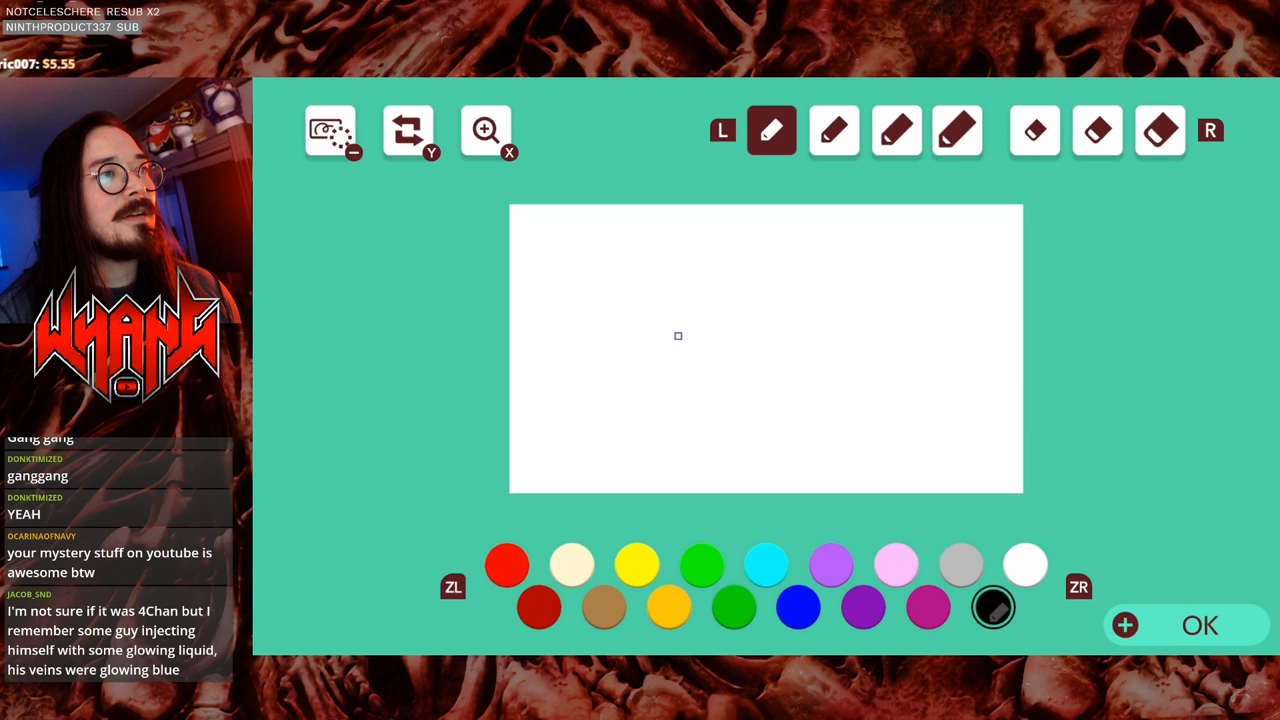 NOTCELESCHERE RESUB X2
NINTHPRODUCT337 SUB
ric007: $5.55
L
R
Y
X
WYANG
Gang gang
DONKTIMIZED
ganggang
DONKTIMIZED
YEAH
OCARINAOFNAVY
your mystery stuff on youtube is
awesome btw
JACOB_SND
I'm not sure if it was 4Chan but I
remember some guy injecting
himself with some glowing liquid,
his veins were glowing blue
ZL
ZR
OK